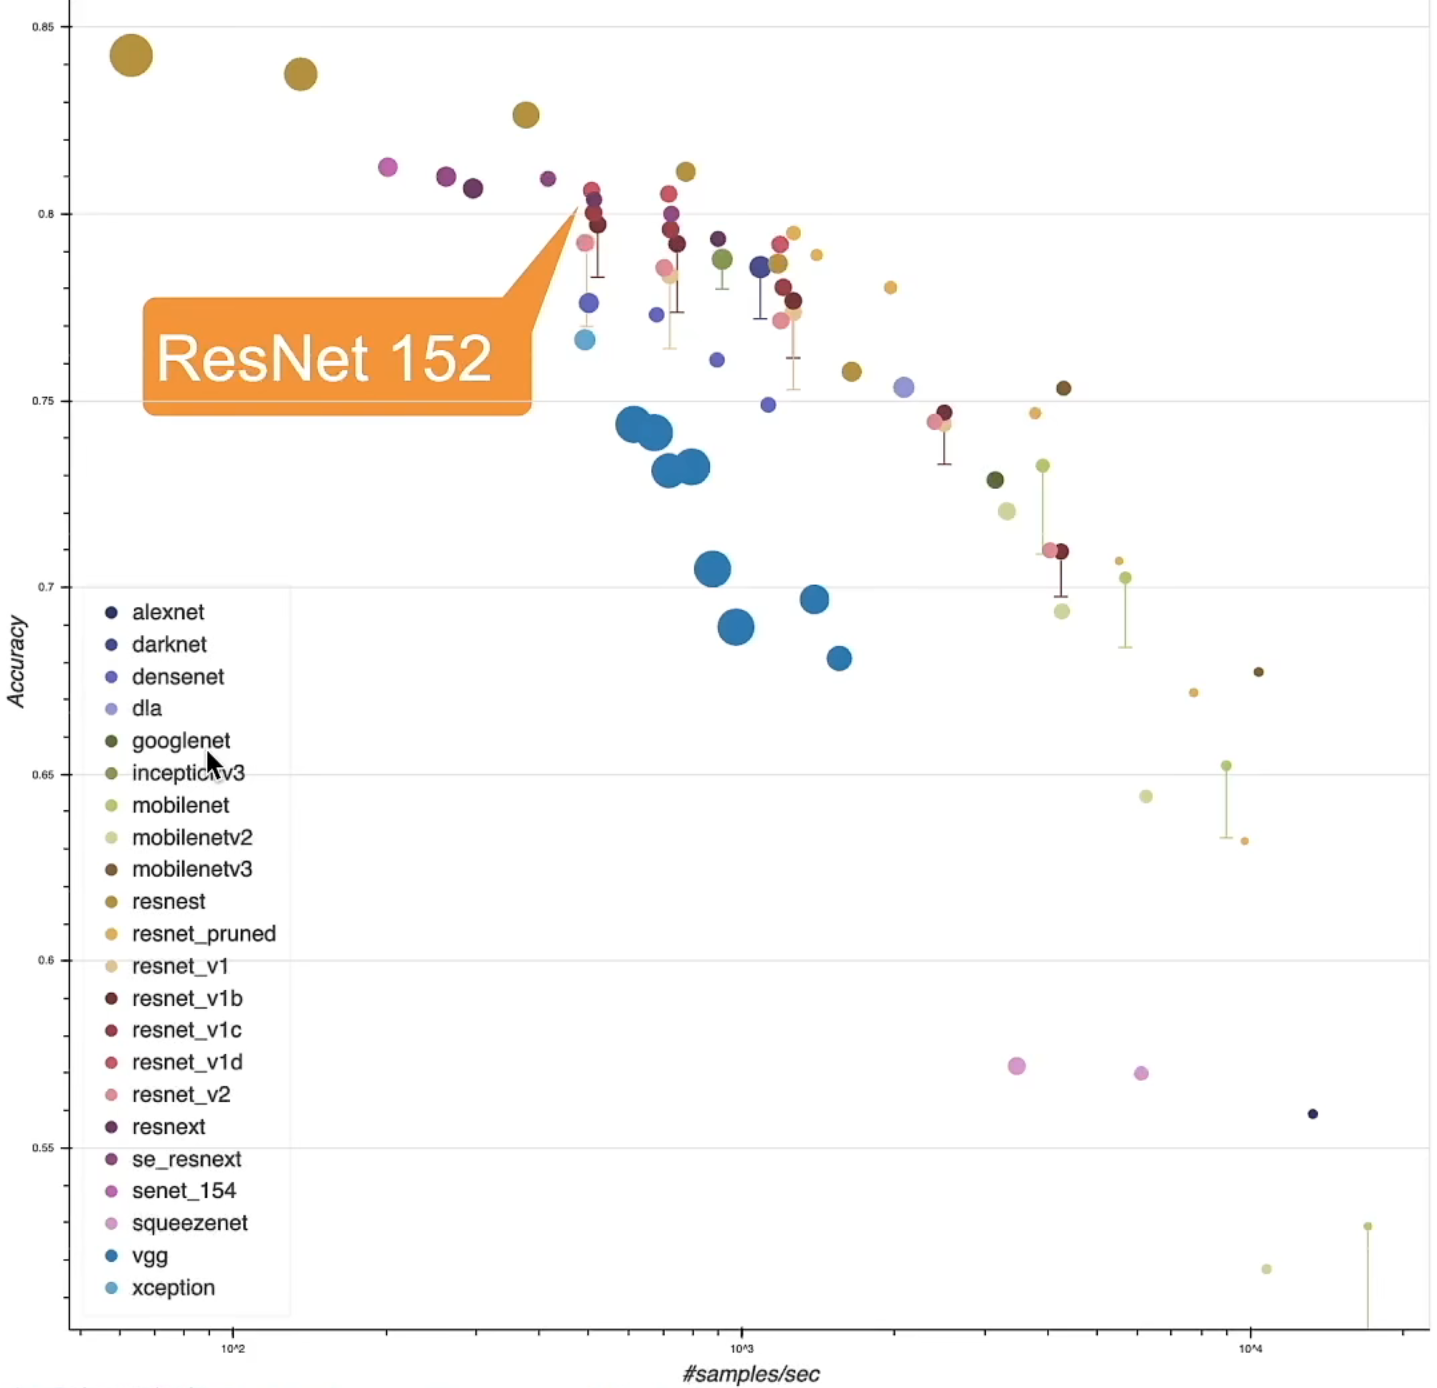 0.85
0.8
ResNet 152
0.75
0.7
0.65
0.6
0.55
Accuracy
alexnet
darknet
densenet
dla
googlenet
inceptionv3
mobilenet
mobilenetv2
mobilenetv3
resnest
resnet_pruned
resnet_v1
resnet_v1b
resnet_v1c
resnet_v1d
resnet_v2
resnext
se_resnext
senet_154
squeezenet
vgg
xception
10^2
10^3
10^4
#samples/sec